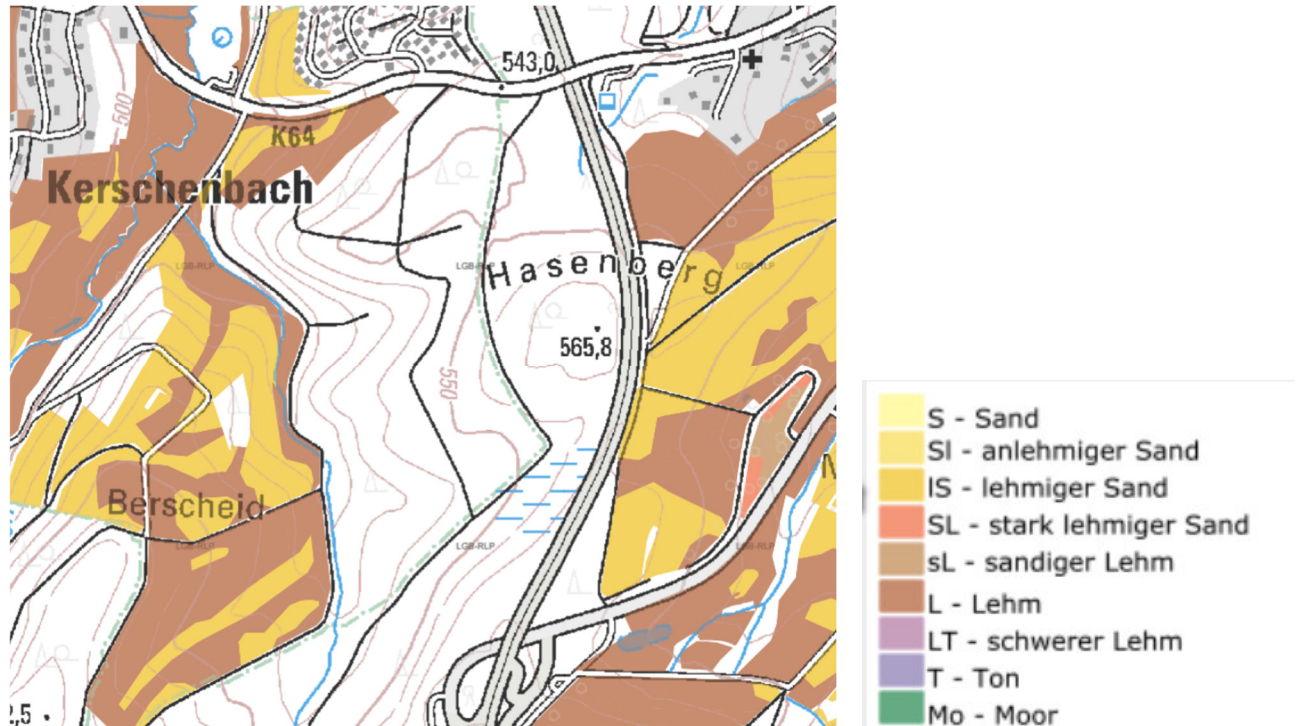 543,0
500
K64
Kerschenbach
LGB-RLP
LGB-RLP
LGB-RLP
Hasenberg
565,8
550
Berscheid
M
LGB-RLP
LGB-RLP
LGB-RLP
2,5
S - Sand
Sl - anlehmiger Sand
lS - lehmiger Sand
SL - stark lehmiger Sand
sL - sandiger Lehm
L - Lehm
LT - schwerer Lehm
T - Ton
Mo - Moor